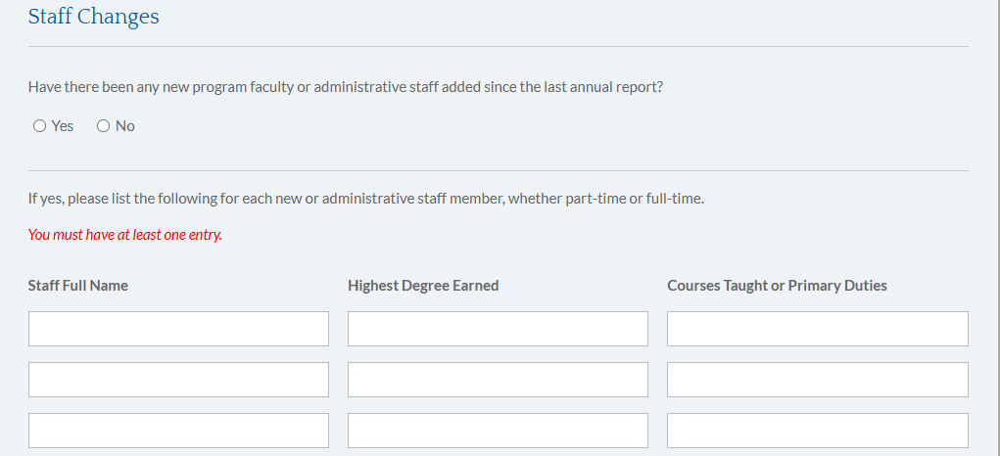 Staff Changes
Have there been any new program faculty or administrative staff added since the last annual report?
Yes No
If yes, please list the following for each new or administrative staff member, whether part-time or full-time.
You must have at least one entry.
Staff Full Name Highest Degree Earned Courses Taught or Primary Duties